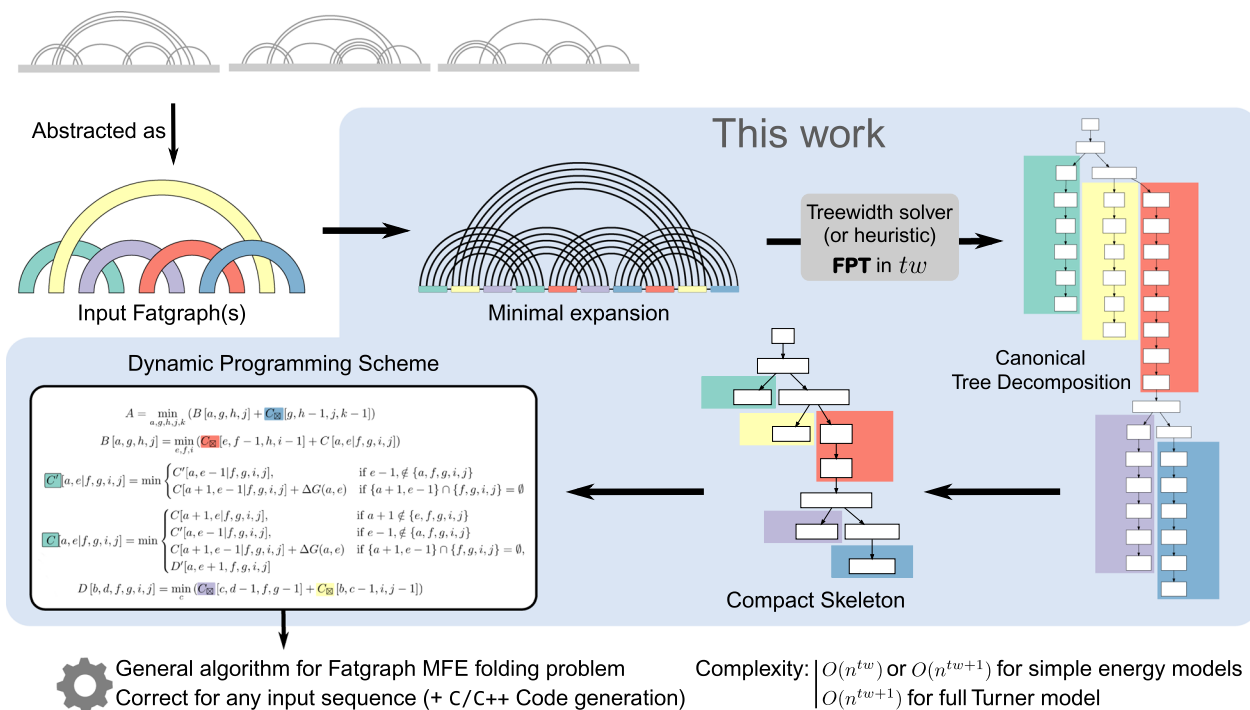 This work
Abstracted as
Treewidth solver
(or heuristic)
FPT in tw
Input Fatgraph(s)
Minimal expansion
Canonical
Tree Decomposition
Dynamic Programming Scheme
A = min_{a,g,h,j,k} (B [a, g, h, j] + C_⊠ [g, h − 1, j, k − 1])
B [a, g, h, j] = min_{e,f,i} (C_⊠ [e, f − 1, h, i − 1] + C [a, e|f, g, i, j])
C′ [a, e|f, g, i, j] = min { C′[a, e − 1|f, g, i, j], if e − 1, ∉ {a, f, g, i, j}
C[a + 1, e − 1|f, g, i, j] + ΔG(a, e) if {a + 1, e − 1} ∩ {f, g, i, j} = ∅
C [a, e|f, g, i, j] = min { C[a + 1, e|f, g, i, j], if a + 1 ∉ {e, f, g, i, j}
C′[a, e − 1|f, g, i, j], if e − 1, ∉ {a, f, g, i, j}
C[a + 1, e − 1|f, g, i, j] + ΔG(a, e) if {a + 1, e − 1} ∩ {f, g, i, j} = ∅,
D′[a, e + 1, f, g, i, j]
D [b, d, f, g, i, j] = min_c (C_⊠ [c, d − 1, f, g − 1] + C_⊠ [b, c − 1, i, j − 1])
Compact Skeleton
General algorithm for Fatgraph MFE folding problem
Correct for any input sequence (+ C/C++ Code generation)
Complexity: O(n^{tw}) or O(n^{tw+1}) for simple energy models
O(n^{tw+1}) for full Turner model